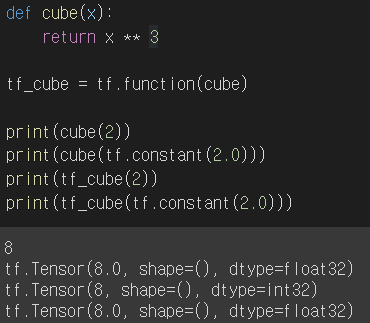 def cube(x):
    return x ** 3

tf_cube = tf.function(cube)

print(cube(2))
print(cube(tf.constant(2.0)))
print(tf_cube(2))
print(tf_cube(tf.constant(2.0)))

8
tf.Tensor(8.0, shape=(), dtype=float32)
tf.Tensor(8, shape=(), dtype=int32)
tf.Tensor(8.0, shape=(), dtype=float32)